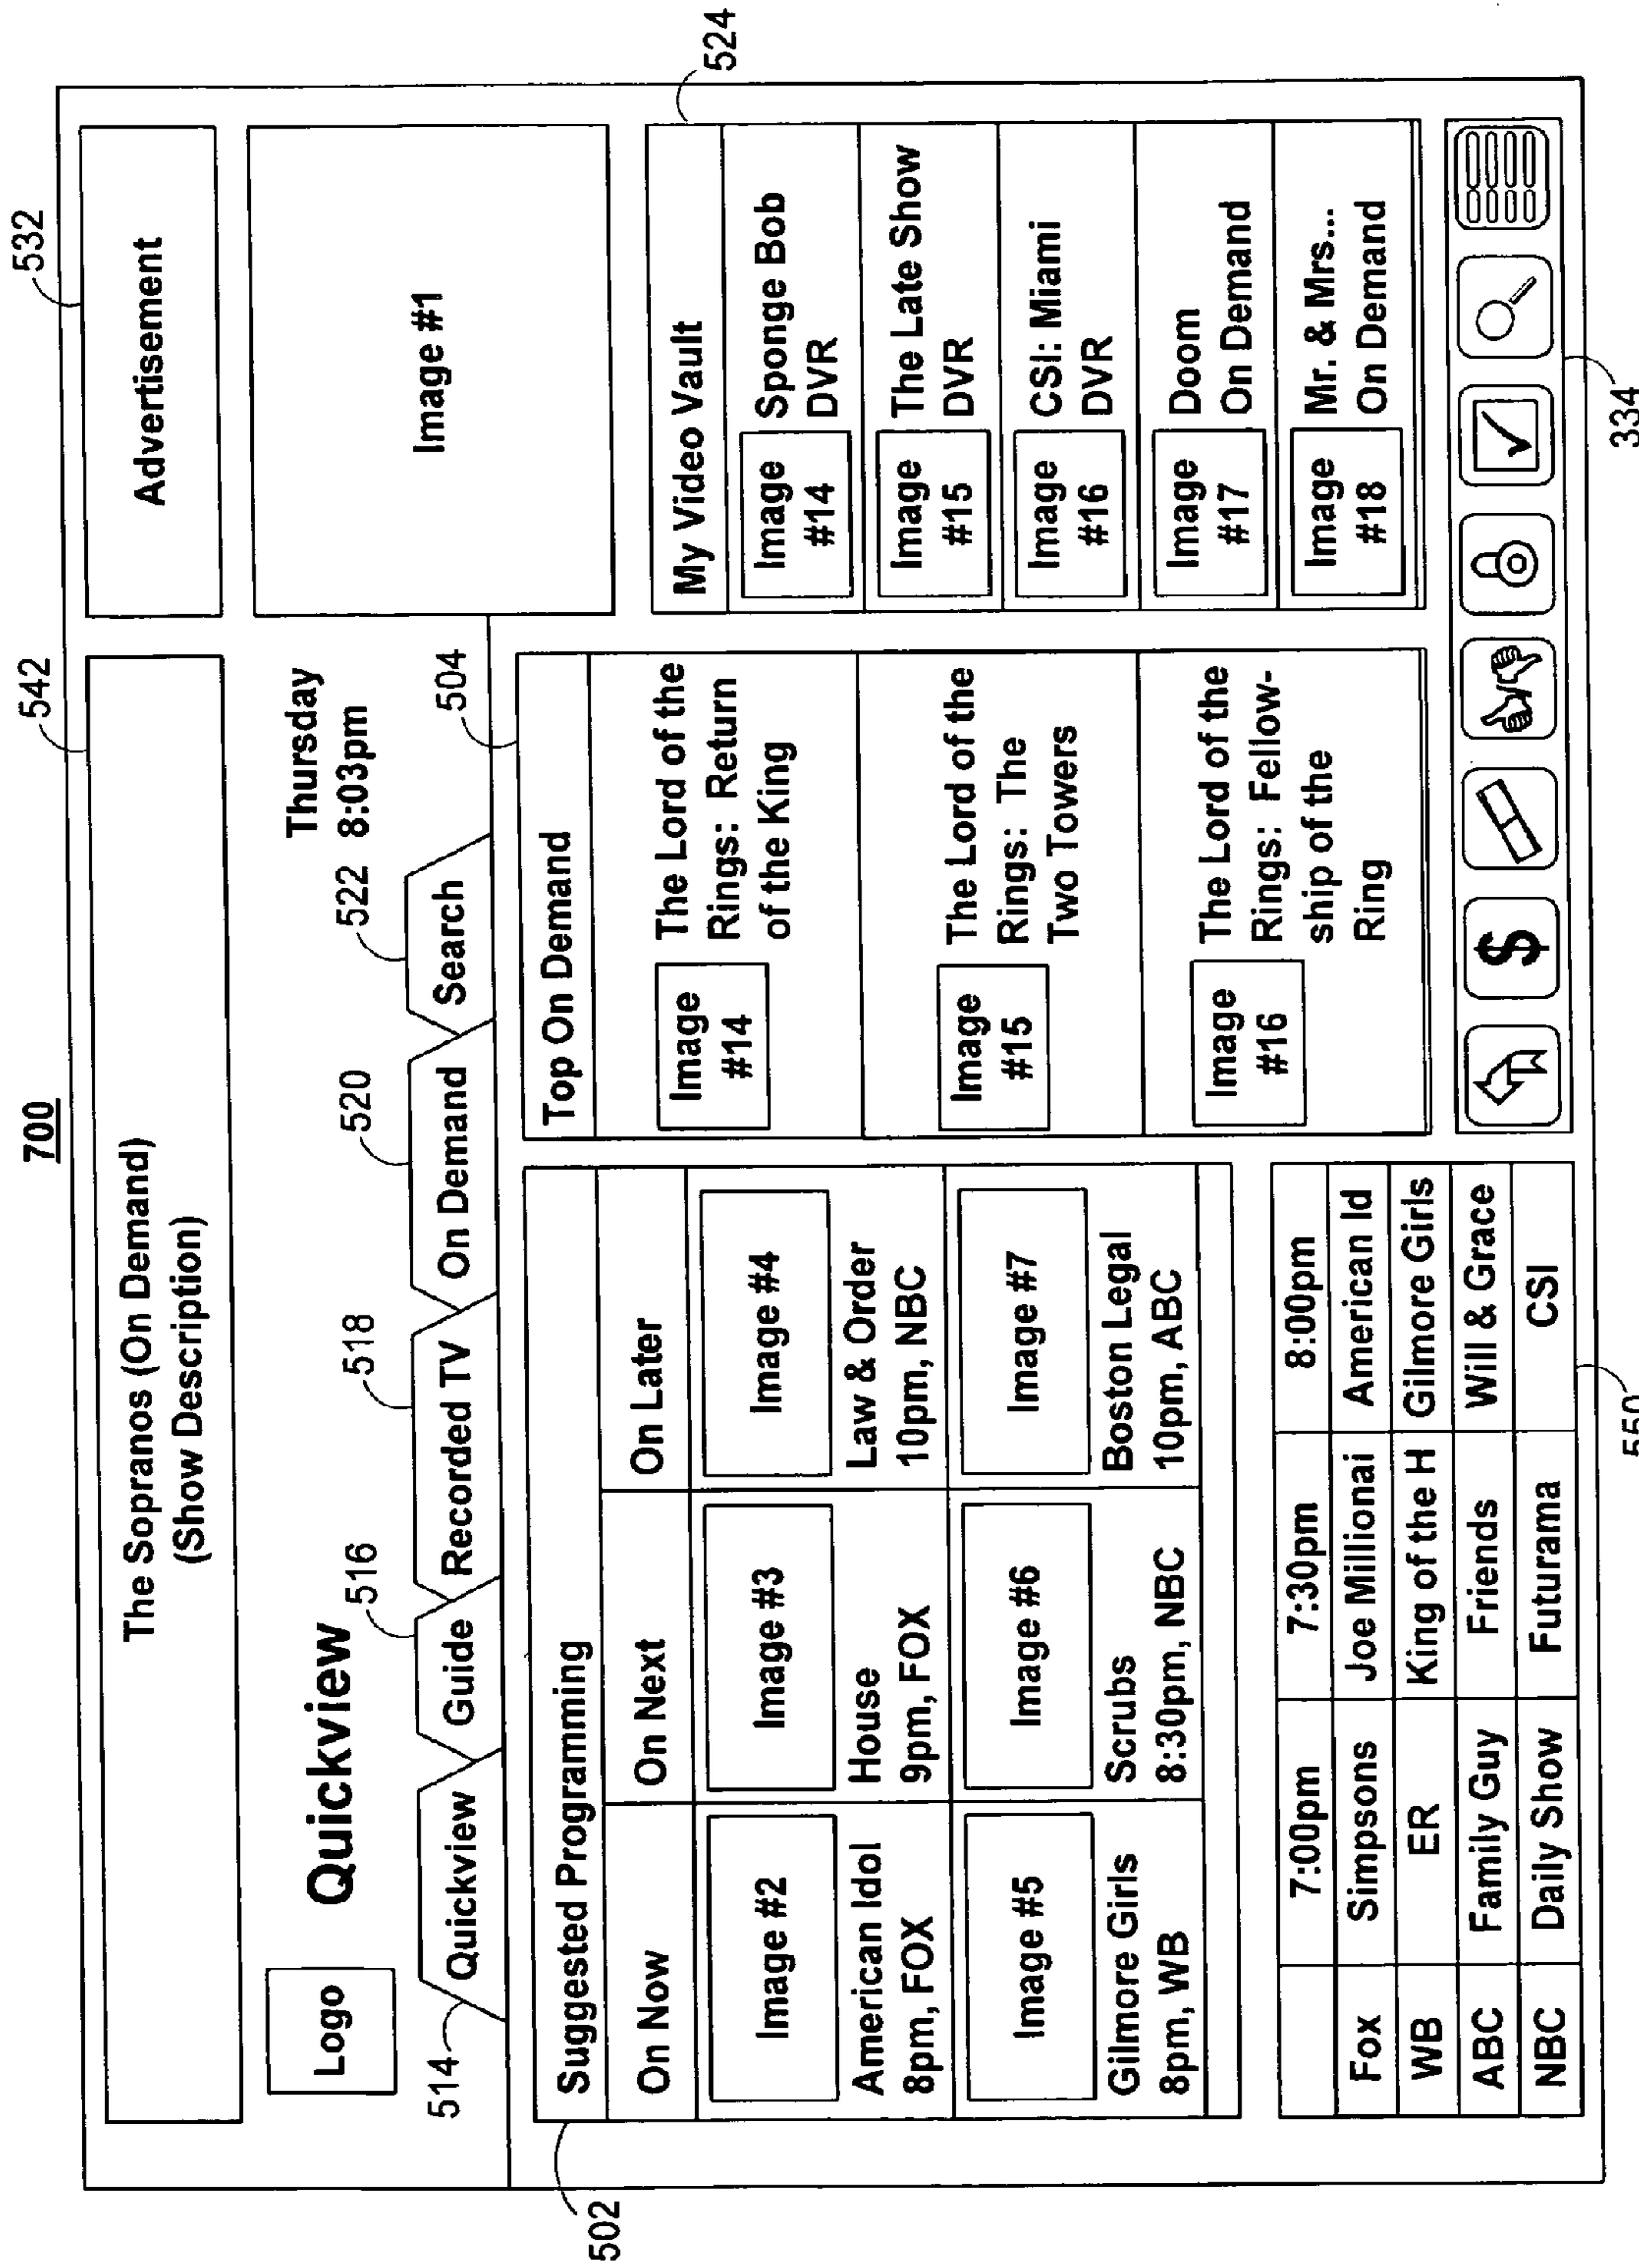 700
542
532
The Sopranos (On Demand)
(Show Description)
Advertisement
Logo
Quickview
Thursday
8:03pm
Image #1
514
516
518
520
522
504
524
Quickview
Guide
Recorded TV
On Demand
Search
502
Suggested Programming
On Now
On Next
On Later
Image #2
American Idol
8pm, FOX
Image #3
House
9pm, FOX
Image #4
Law & Order
10pm, NBC
Image #5
Gilmore Girls
8pm, WB
Image #6
Scrubs
8:30pm, NBC
Image #7
Boston Legal
10pm, ABC
Top On Demand
Image
#14
The Lord of the
Rings: Return
of the King
Image
#15
The Lord of the
Rings: The
Two Towers
Image
#16
The Lord of the
Rings: Fellow-
ship of the
Ring
My Video Vault
Image
#14
Sponge Bob
DVR
Image
#15
The Late Show
DVR
Image
#16
CSI: Miami
DVR
Image
#17
Doom
On Demand
Image
#18
Mr. & Mrs...
On Demand
7:00pm 7:30pm 8:00pm
Fox Simpsons Joe Millionai American Id
WB ER King of the H Gilmore Girls
ABC Family Guy Friends Will & Grace
NBC Daily Show Futurama CSI
$
550
334